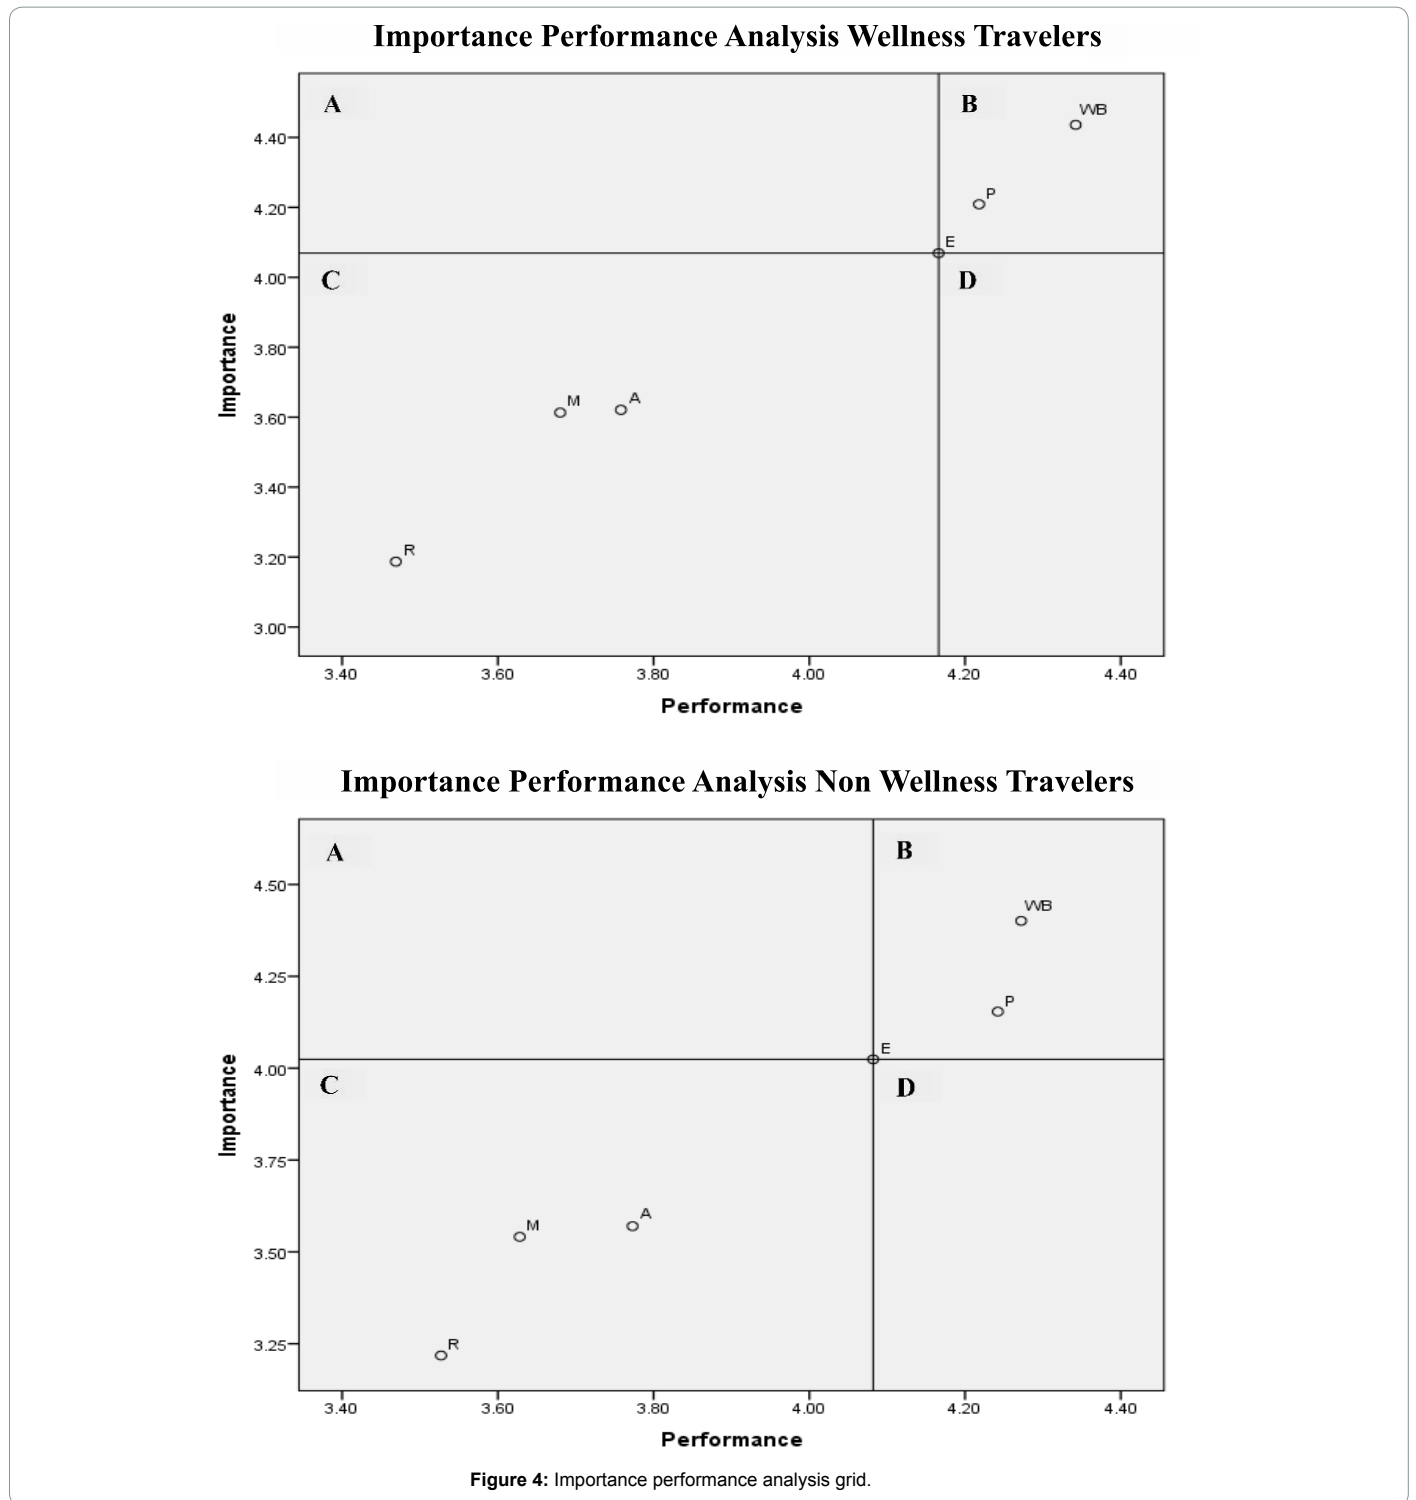 Importance Performance Analysis Wellness Travelers
A
B
WB
4.40
P
4.20
E
4.00
C
D
3.80
Importance
M
A
3.60
3.40
R
3.20
3.00
3.40 3.60 3.80 4.00 4.20 4.40
Performance
Importance Performance Analysis Non Wellness Travelers
A
B
4.50
WB
4.25
P
E
4.00
C
D
Importance
3.75
M
A
3.50
R
3.25
3.40 3.60 3.80 4.00 4.20 4.40
Performance
Figure 4: Importance performance analysis grid.